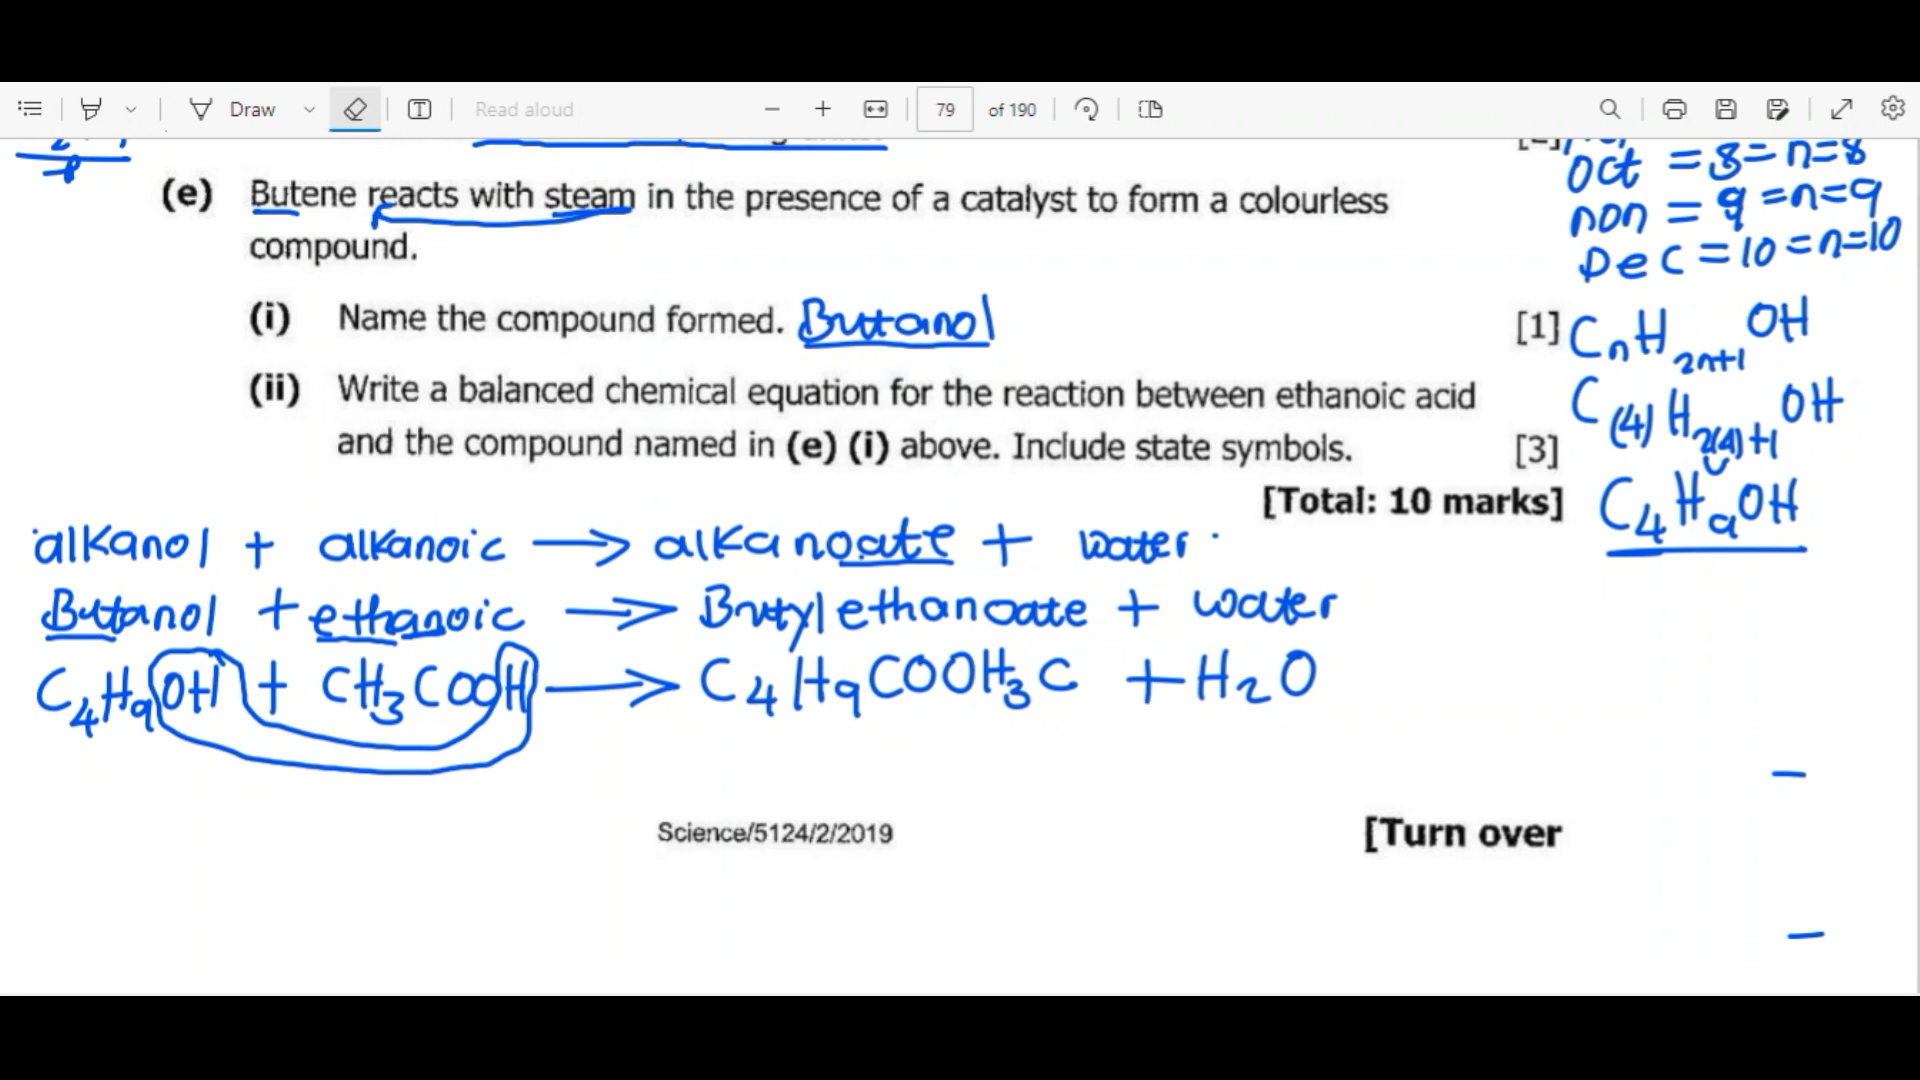 Draw
Read aloud
79 of 190
oct = 8 = n=8
non = 9 = n=9
Dec = 10 = n=10
(e) Butene reacts with steam in the presence of a catalyst to form a colourless
compound.
(i) Name the compound formed. Butanol [1]
CnH2n+1OH
(ii) Write a balanced chemical equation for the reaction between ethanoic acid
and the compound named in (e) (i) above. Include state symbols. [3]
C(4)H2(4)+1OH
[Total: 10 marks]
C4H9OH
alkanol + alkanoic → alkanoate + water
Butanol + ethanoic → Butylethanoate + water
C4H9OH + CH3COOH → C4H9COOH3C + H2O
Science/5124/2/2019
[Turn over